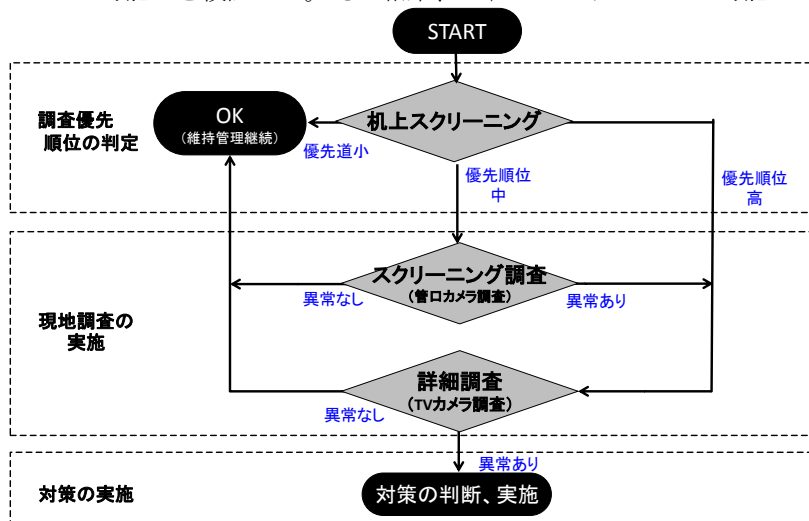 START
調査優先
順位の判定
OK
(維持管理継続)
机上スクリーニング
優先道小
優先順位
中
優先順位
高
スクリーニング調査
(管口カメラ調査)
異常なし
異常あり
現地調査の
実施
詳細調査
(TVカメラ調査)
異常なし
異常あり
対策の実施
対策の判断、実施